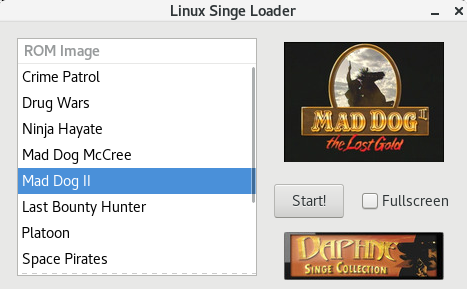 Linux Singe Loader
ROM Image
Crime Patrol
Drug Wars
Ninja Hayate
Mad Dog McCree
Mad Dog II
Last Bounty Hunter
Platoon
Space Pirates
MAD DOG II
the Lost Gold
Start!
Fullscreen
DAPHNE
SINGE COLLECTION